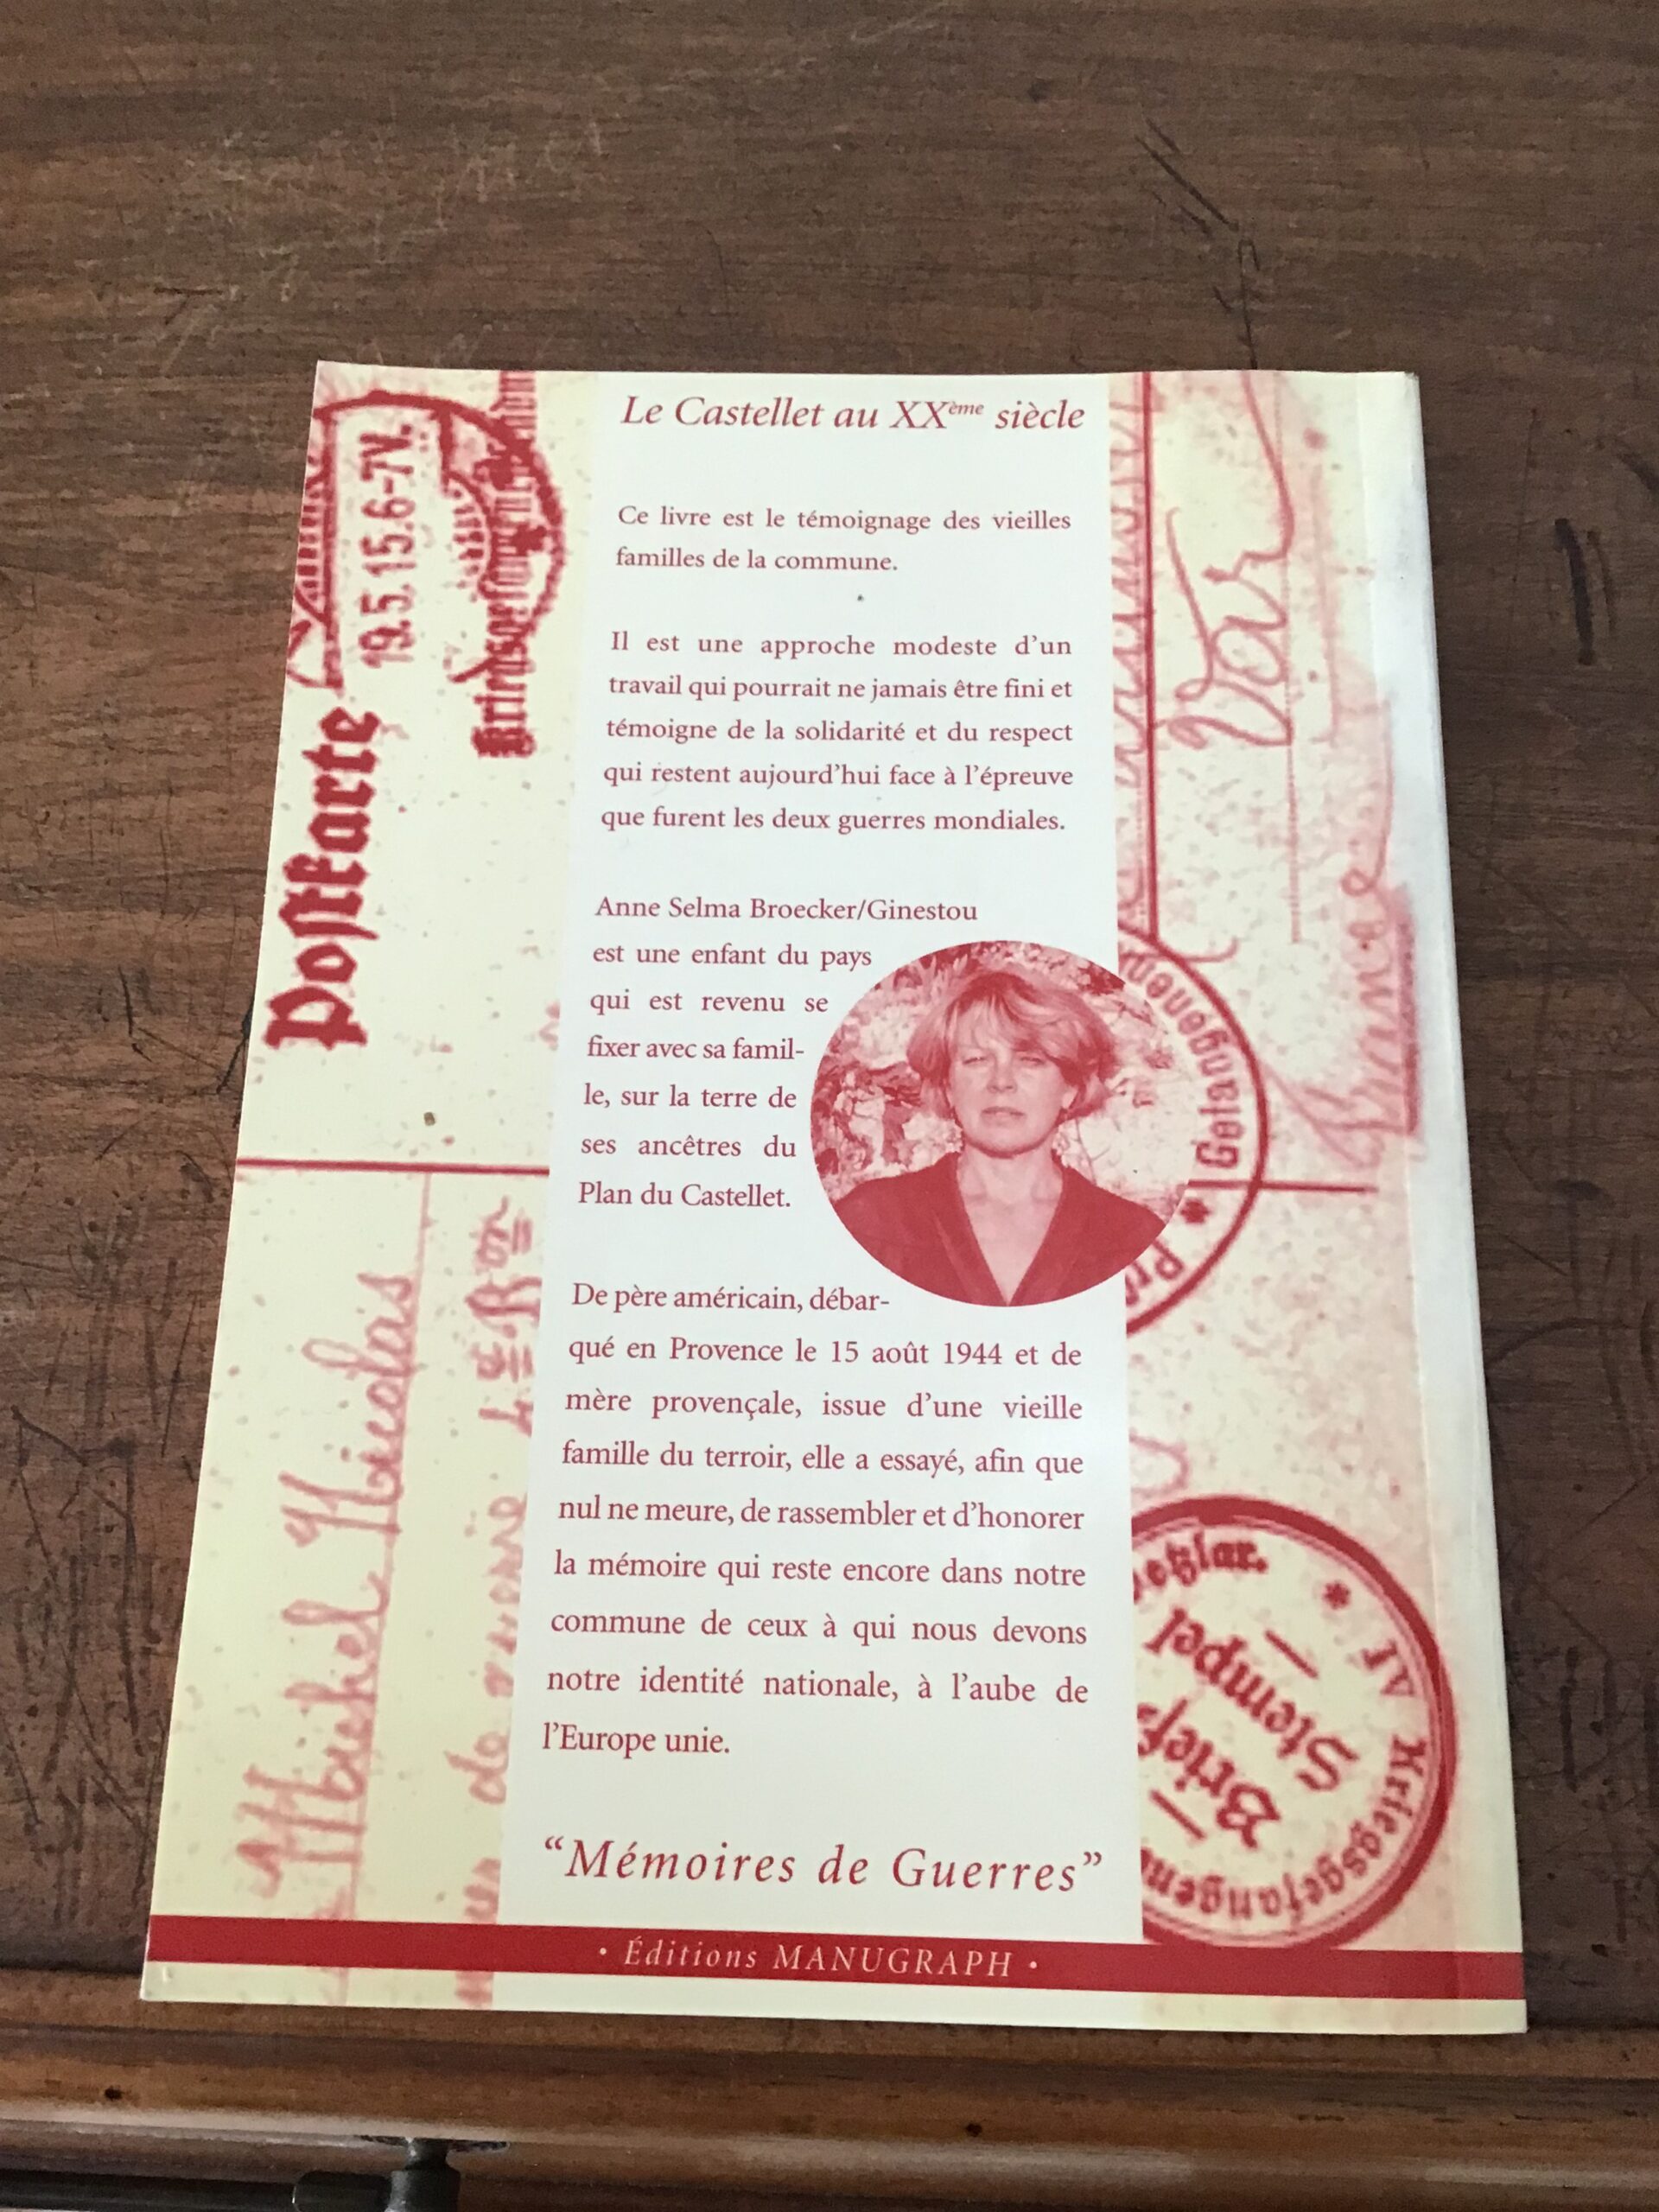 Le Castellet au XXème siècle
Ce livre est le témoignage des vieilles
familles de la commune.
Il est une approche modeste d'un
travail qui pourrait ne jamais être fini et
témoigne de la solidarité et du respect
qui restent aujourd'hui face à l'épreuve
que furent les deux guerres mondiales.
Anne Selma Broecker/Ginestou
est une enfant du pays
qui est revenu se
fixer avec sa famil-
le, sur la terre de
ses ancêtres du
Plan du Castellet.
De père américain, débar-
qué en Provence le 15 août 1944 et de
mère provençale, issue d'une vieille
famille du terroir, elle a essayé, afin que
nul ne meure, de rassembler et d'honorer
la mémoire qui reste encore dans notre
commune de ceux à qui nous devons
notre identité nationale, à l'aube de
l'Europe unie.
“Mémoires de Guerres”
• Éditions MANUGRAPH •
Postkarte
19.5.15.6-7V.
Michel Nicolas
Var
Gefangenen
Kriegsgefangenen
Briefs
Stempel